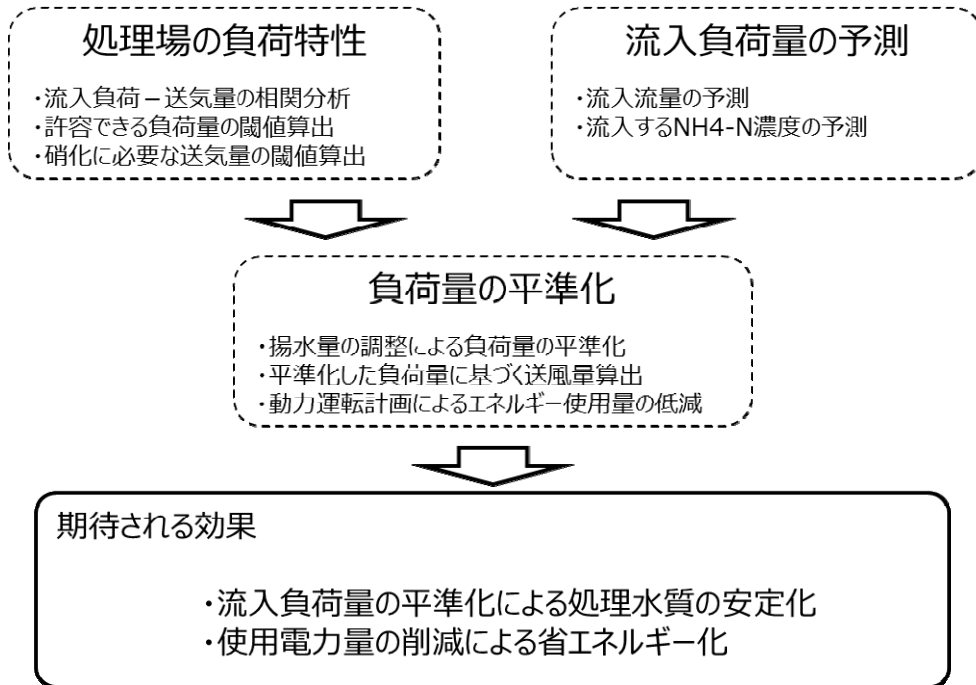 処理場の負荷特性
・流入負荷－送気量の相関分析
・許容できる負荷量の閾値算出
・硝化に必要な送気量の閾値算出
流入負荷量の予測
・流入流量の予測
・流入するNH4-N濃度の予測
負荷量の平準化
・揚水量の調整による負荷量の平準化
・平準化した負荷量に基づく送風量算出
・動力運転計画によるエネルギー使用量の低減
期待される効果
・流入負荷量の平準化による処理水質の安定化
・使用電力量の削減による省エネルギー化